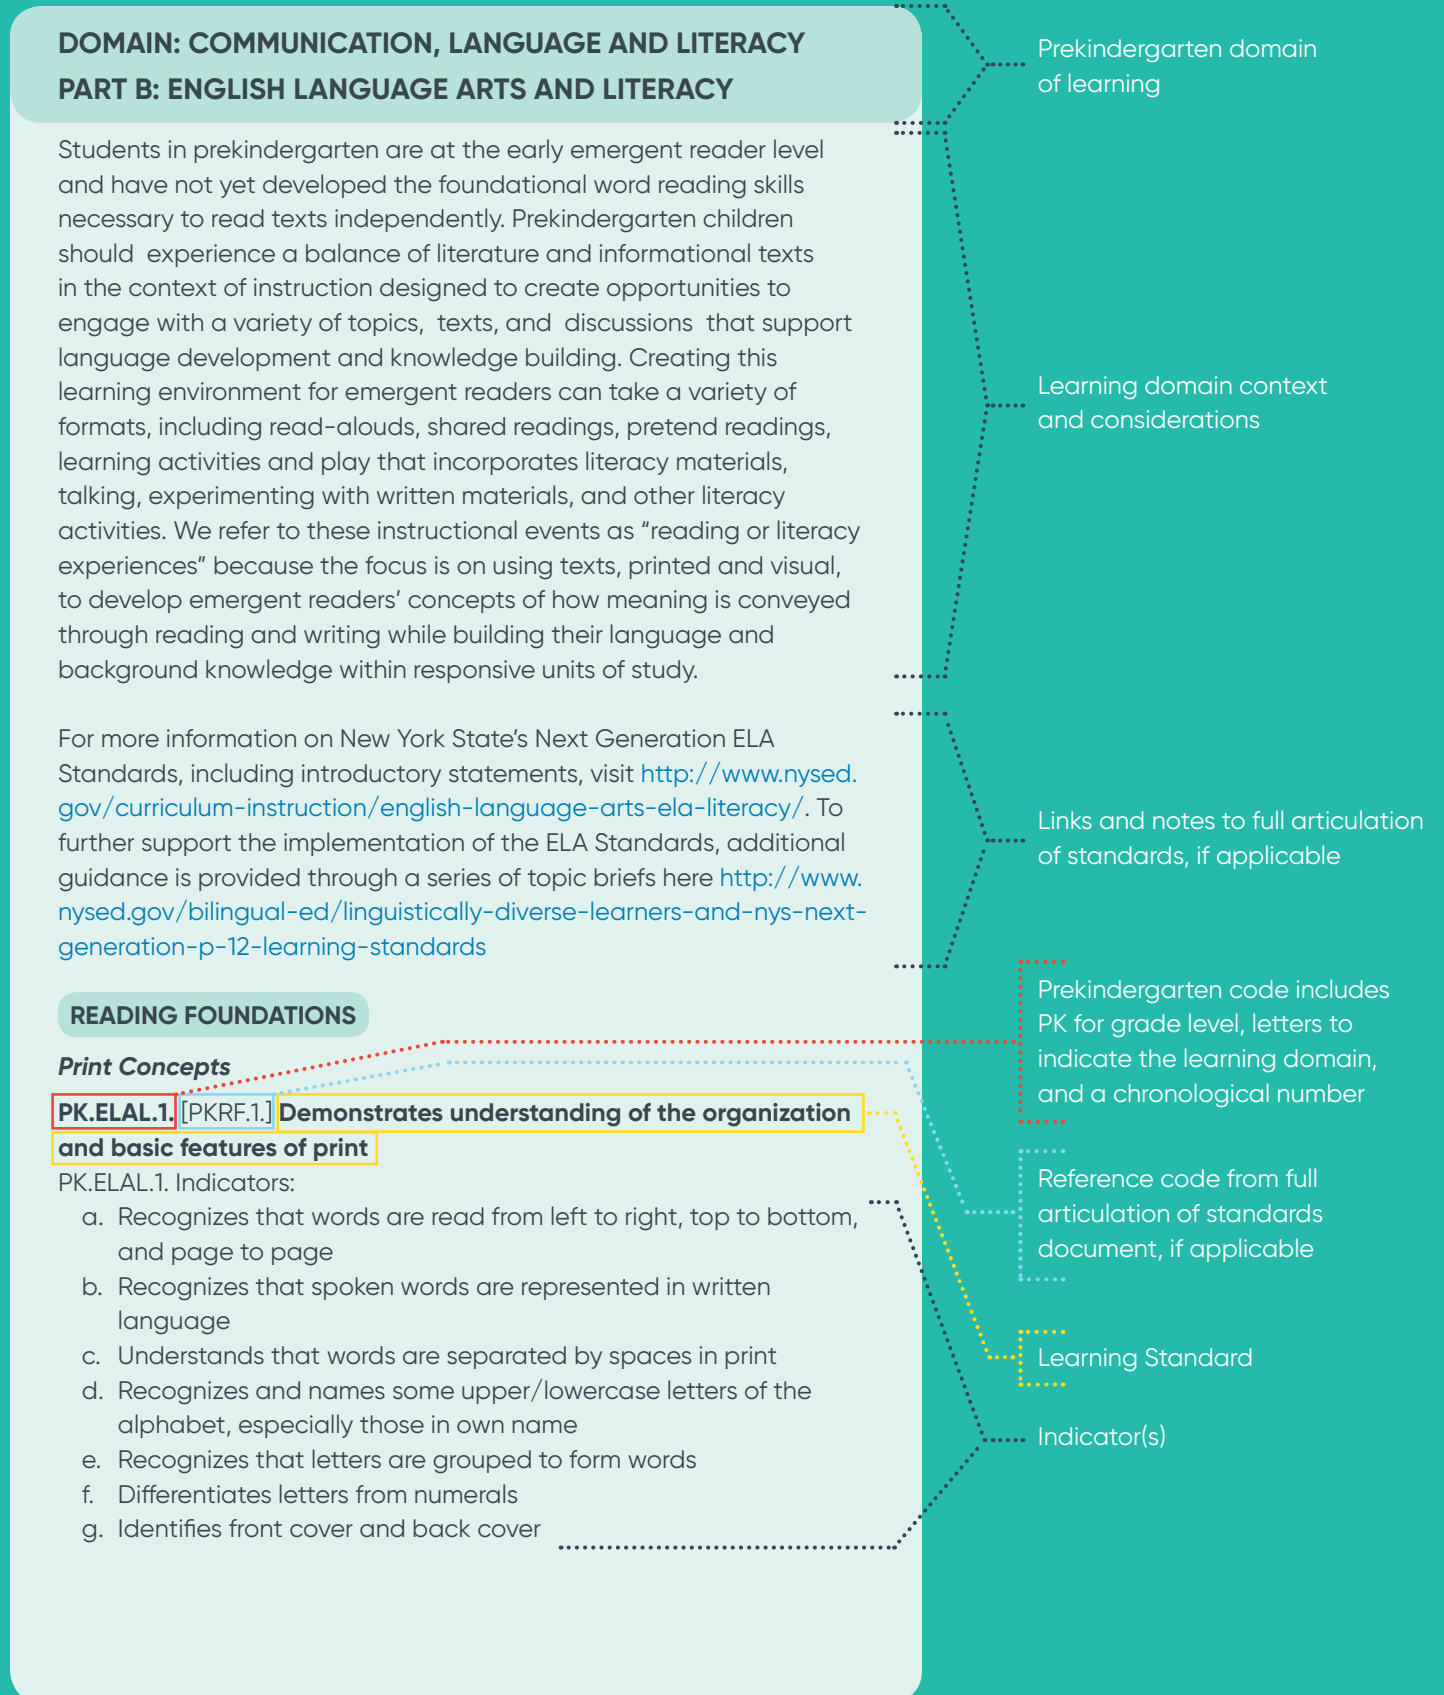 DOMAIN: COMMUNICATION, LANGUAGE AND LITERACY
PART B: ENGLISH LANGUAGE ARTS AND LITERACY
Students in prekindergarten are at the early emergent reader level
and have not yet developed the foundational word reading skills
necessary to read texts independently. Prekindergarten children
should experience a balance of literature and informational texts
in the context of instruction designed to create opportunities to
engage with a variety of topics, texts, and discussions that support
language development and knowledge building. Creating this
learning environment for emergent readers can take a variety of
formats, including read-alouds, shared readings, pretend readings,
learning activities and play that incorporates literacy materials,
talking, experimenting with written materials, and other literacy
activities. We refer to these instructional events as “reading or literacy
experiences” because the focus is on using texts, printed and visual,
to develop emergent readers’ concepts of how meaning is conveyed
through reading and writing while building their language and
background knowledge within responsive units of study.
For more information on New York State’s Next Generation ELA
Standards, including introductory statements, visit http://www.nysed.
gov/curriculum-instruction/english-language-arts-ela-literacy/. To
further support the implementation of the ELA Standards, additional
guidance is provided through a series of topic briefs here http://www.
nysed.gov/bilingual-ed/linguistically-diverse-learners-and-nys-next-
generation-p-12-learning-standards
READING FOUNDATIONS
Print Concepts
PK.ELAL.1. [PKRF.1.] Demonstrates understanding of the organization
and basic features of print
PK.ELAL.1. Indicators:
a. Recognizes that words are read from left to right, top to bottom,
and page to page
b. Recognizes that spoken words are represented in written
language
c. Understands that words are separated by spaces in print
d. Recognizes and names some upper/lowercase letters of the
alphabet, especially those in own name
e. Recognizes that letters are grouped to form words
f. Differentiates letters from numerals
g. Identifies front cover and back cover
Prekindergarten domain
of learning
Learning domain context
and considerations
Links and notes to full articulation
of standards, if applicable
Prekindergarten code includes
PK for grade level, letters to
indicate the learning domain,
and a chronological number
Reference code from full
articulation of standards
document, if applicable
Learning Standard
Indicator(s)